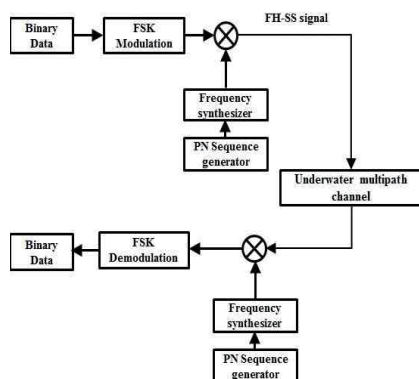 Binary
Data
FSK
Modulation
FH-SS signal
Frequency
synthesizer
PN Sequence
generator
Underwater multipath
channel
Binary
Data
FSK
Demodulation
Frequency
synthesizer
PN Sequence
generator